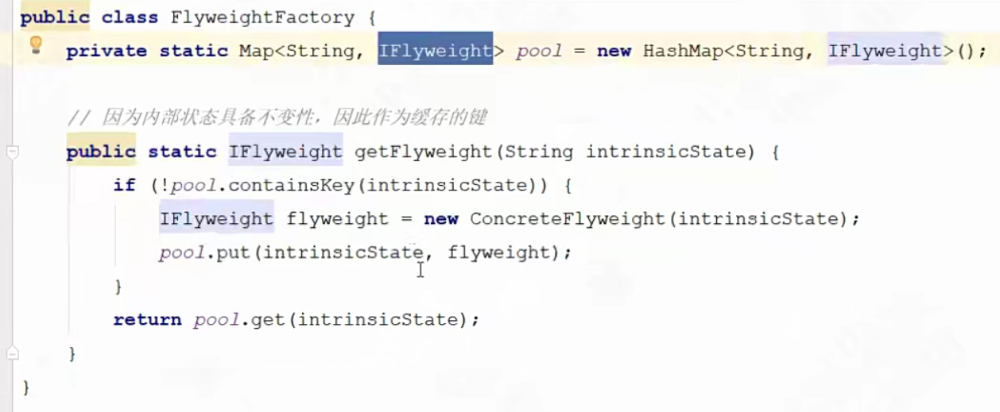 public class FlyweightFactory {
private static Map<String, IFlyweight> pool = new HashMap<String, IFlyweight>();
// 因为内部状态具备不变性，因此作为缓存的键
public static IFlyweight getFlyweight(String intrinsicState) {
if (!pool.containsKey(intrinsicState)) {
IFlyweight flyweight = new ConcreteFlyweight(intrinsicState);
pool.put(intrinsicState, flyweight);
}
return pool.get(intrinsicState);
}
}